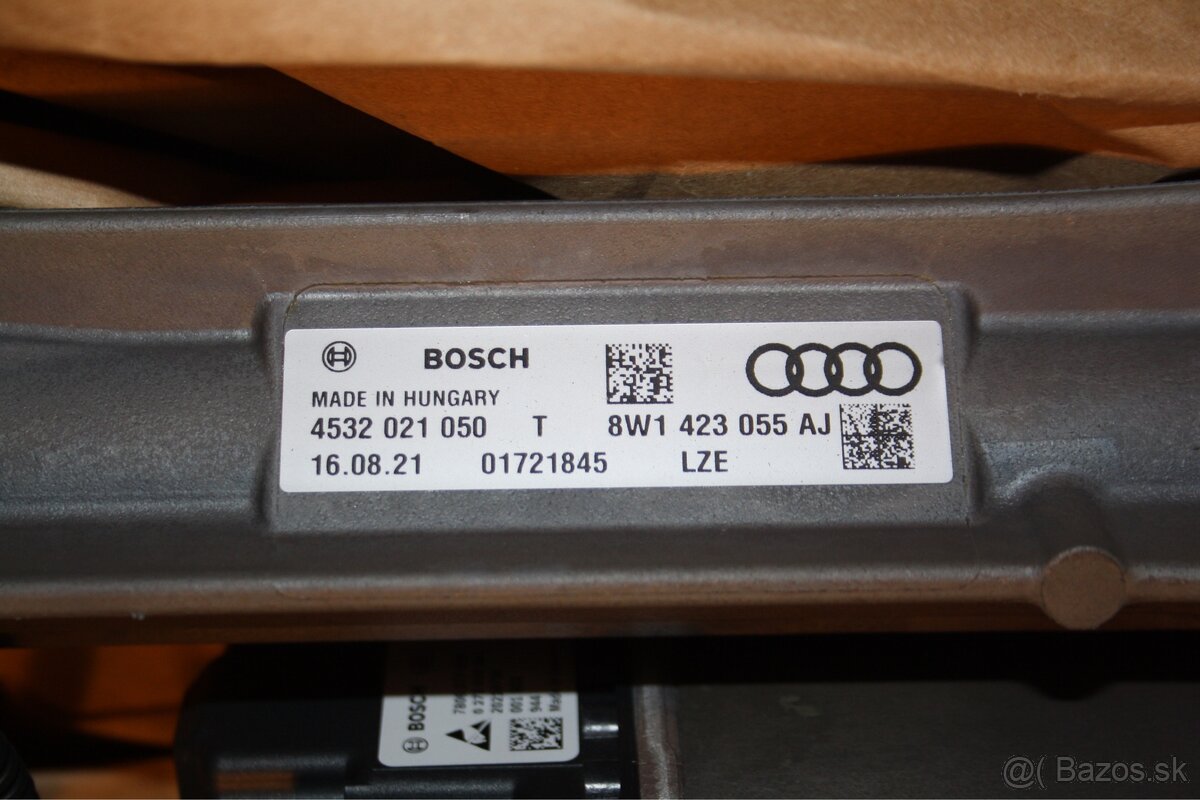 BOSCH
MADE IN HUNGARY
4532 021 050 T 8W1 423 055 AJ
16.08.21 01721845 LZE
BOSCH
@( Bazos.sk